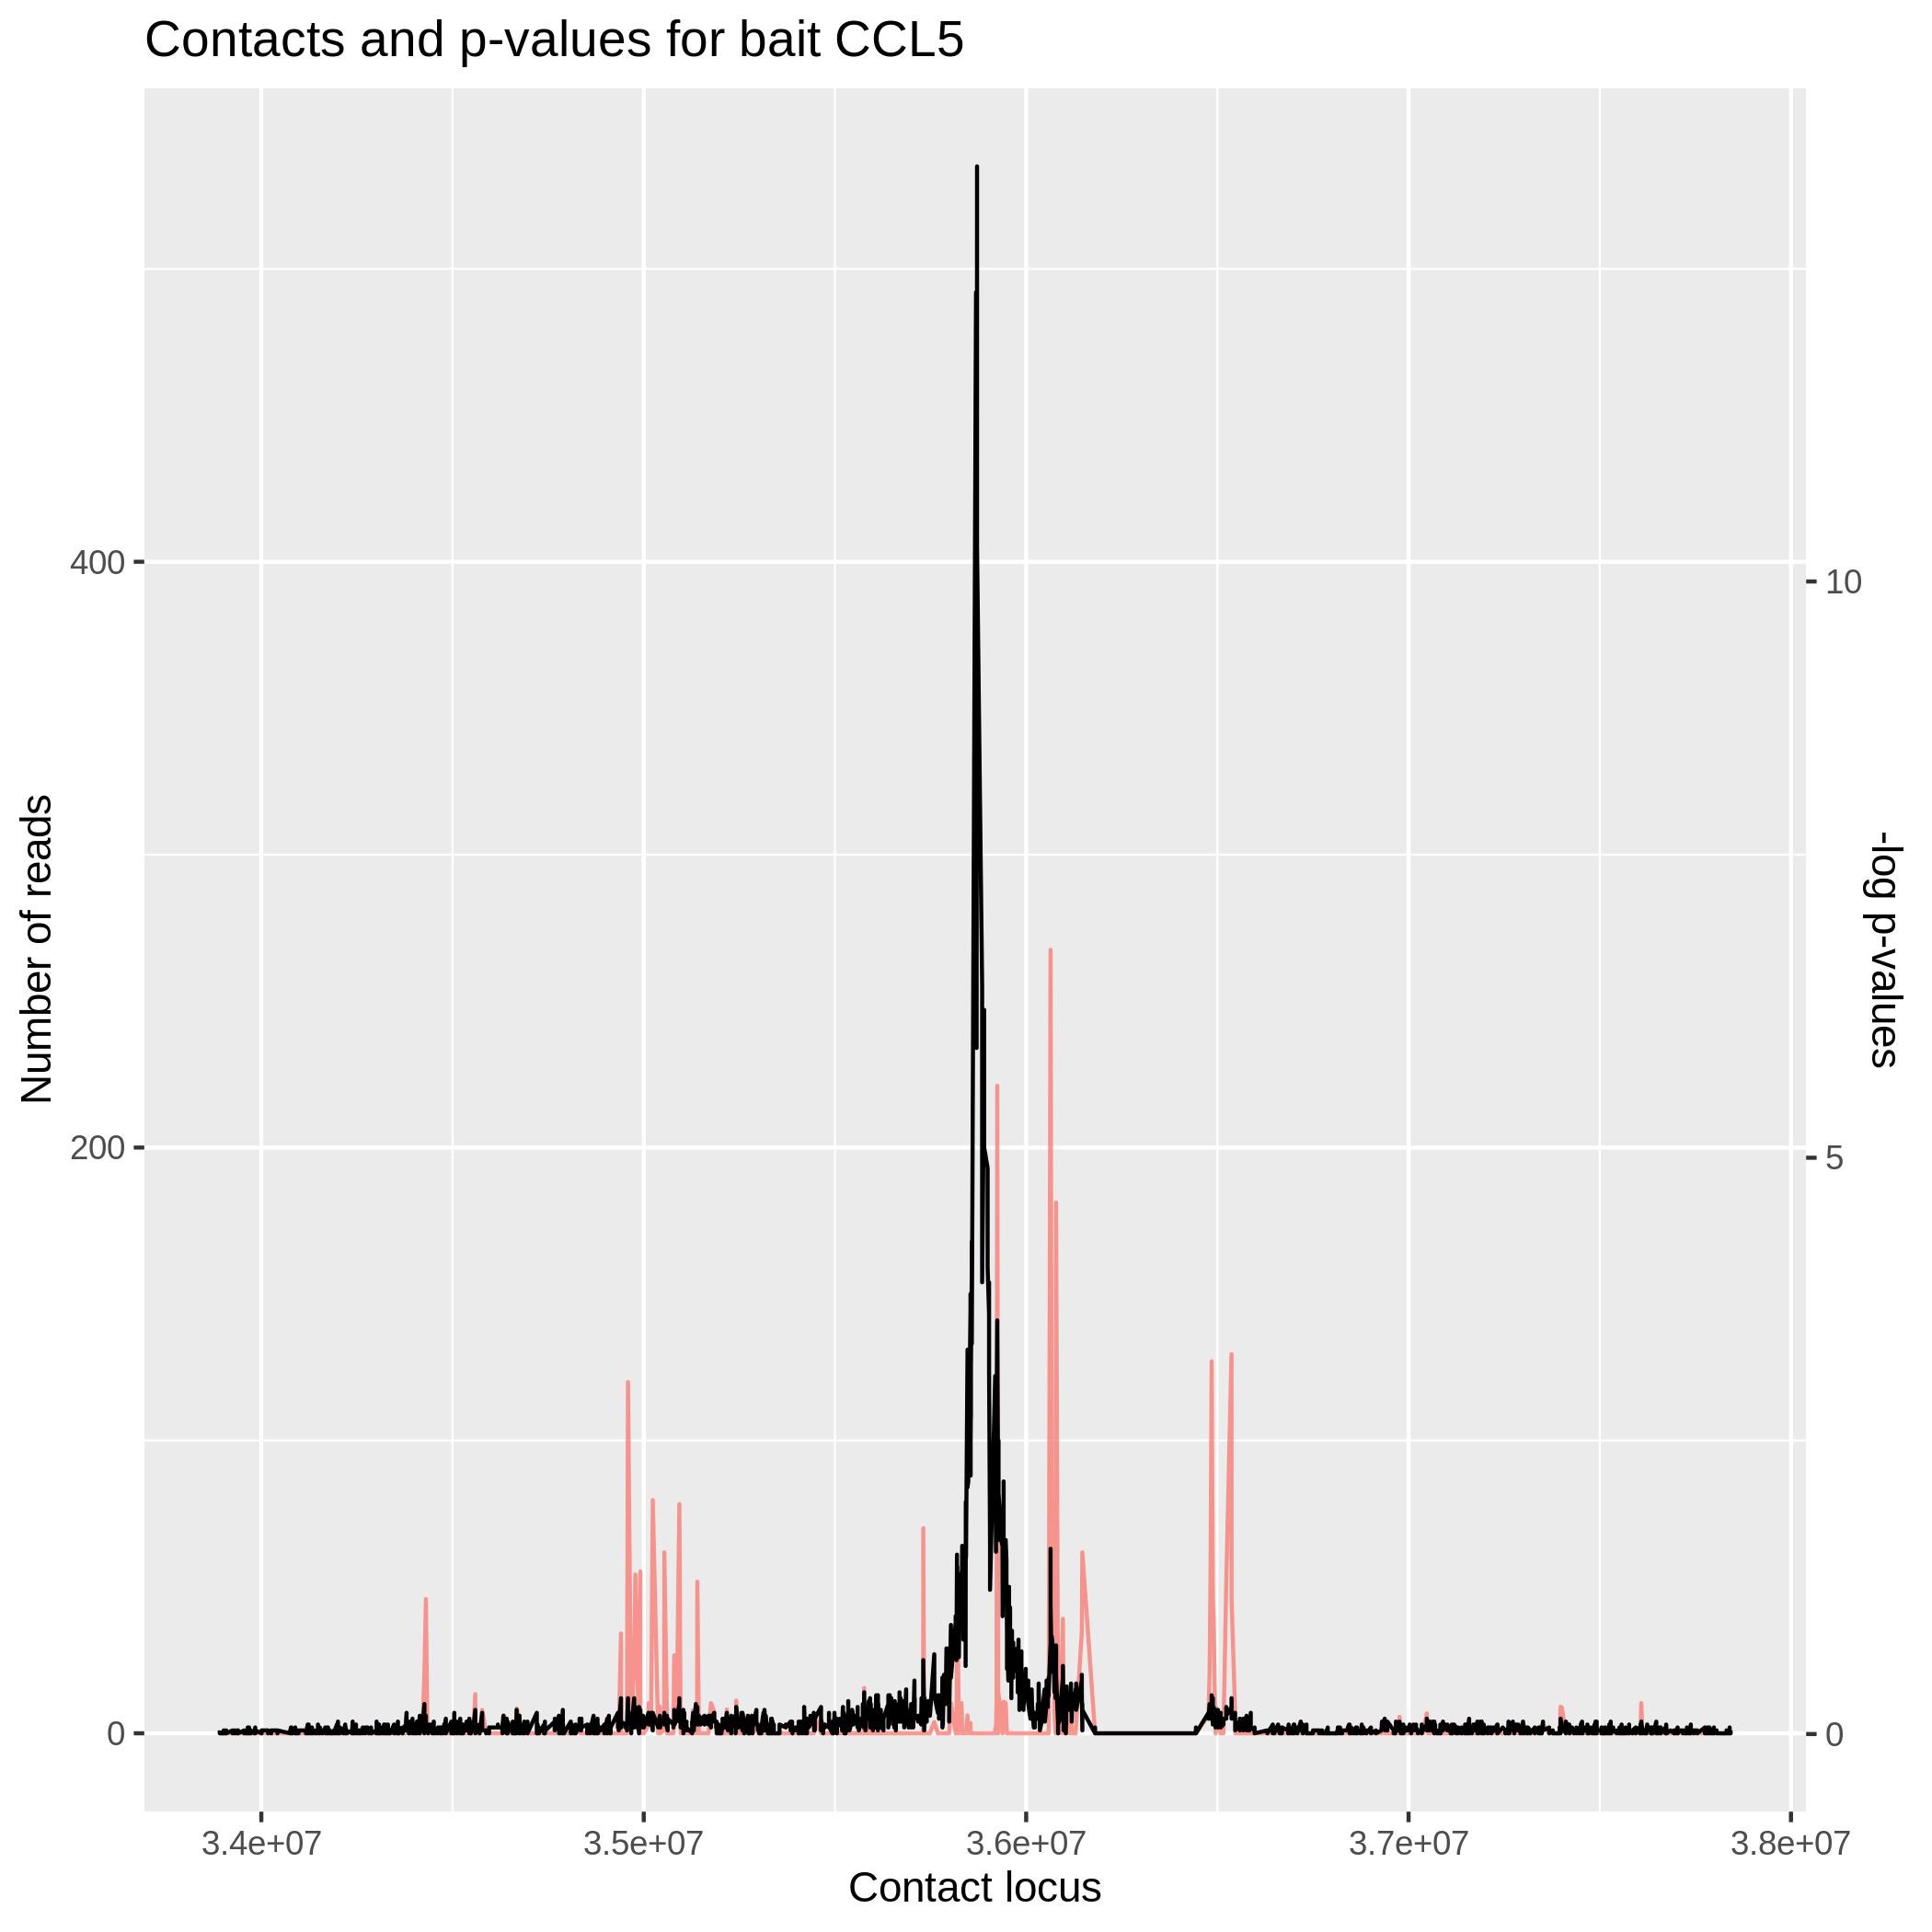 Contacts and p-values for bait CCL5
Number of reads
400
200
0
10
5
0
-log p-values
3.4e+07
3.5e+07
3.6e+07
3.7e+07
3.8e+07
Contact locus